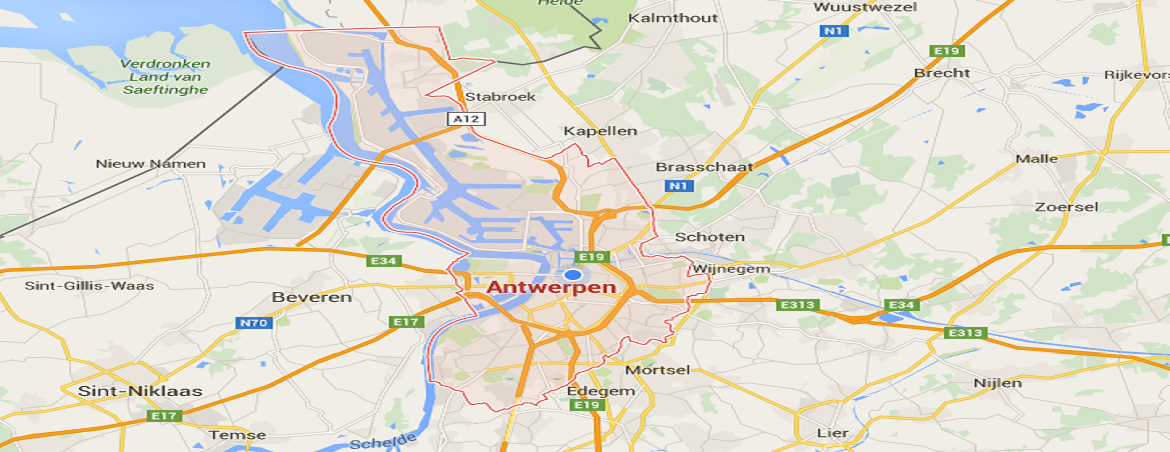 Heide
Kalmthout
Wuustwezel
N1
E19
Verdronken
Land van
Saeftinghe
Brecht
Rijkevors
Stabroek
A12
Kapellen
Nieuw Namen
Brasschaat
Malle
N1
Zoersel
Schoten
E34
E19
Wijnegem
Sint-Gillis-Waas
Antwerpen
Beveren
E313
E34
N70
E17
E313
Mortsel
Sint-Niklaas
Edegem
Nijlen
E19
E17
Temse
Schelde
Lier